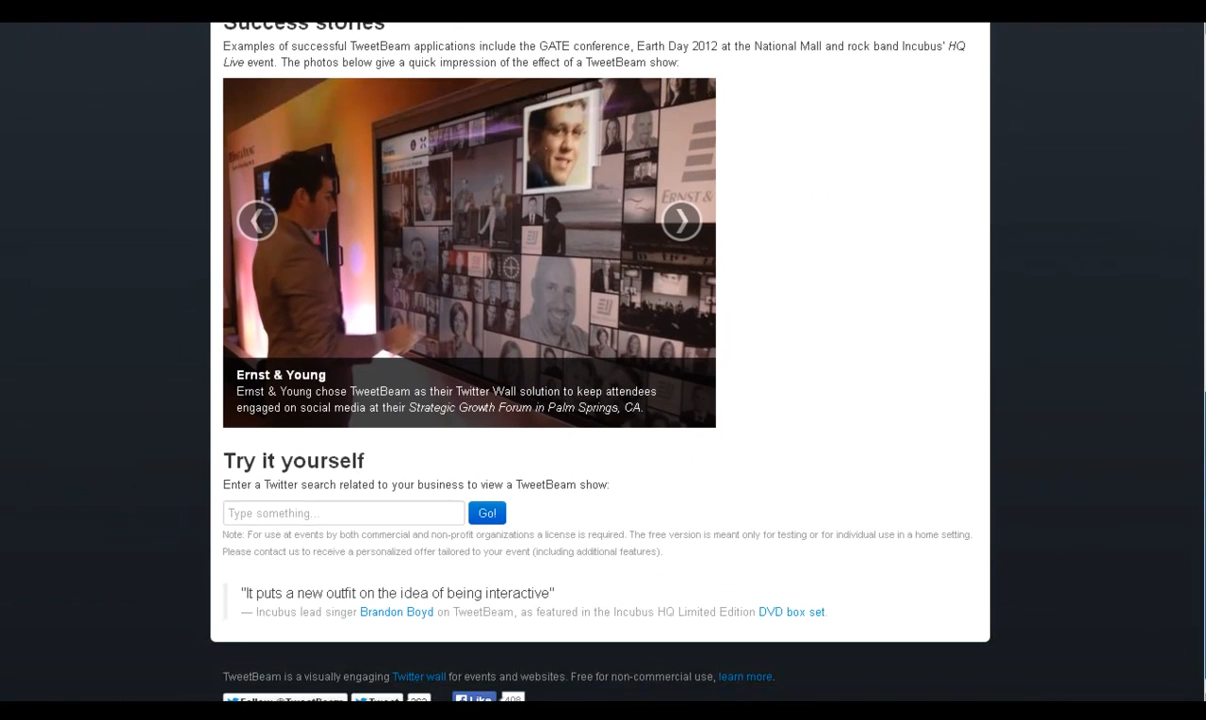 Success stories
Examples of successful TweetBeam applications include the GATE conference, Earth Day 2012 at the National Mall and rock band Incubus' HQ
Live event. The photos below give a quick impression of the effect of a TweetBeam show:
ERNST &
Ernst & Young
Ernst & Young chose TweetBeam as their Twitter Wall solution to keep attendees
engaged on social media at their Strategic Growth Forum in Palm Springs, CA.
Try it yourself
Enter a Twitter search related to your business to view a TweetBeam show:
Type something... Go!
Note: For use at events by both commercial and non-profit organizations a license is required. The free version is meant only for testing or for individual use in a home setting.
Please contact us to receive a personalized offer tailored to your event (including additional features).
"It puts a new outfit on the idea of being interactive"
— Incubus lead singer Brandon Boyd on TweetBeam, as featured in the Incubus HQ Limited Edition DVD box set.
TweetBeam is a visually engaging Twitter wall for events and websites. Free for non-commercial use, learn more.
Follow @TweetBeam Tweet Like